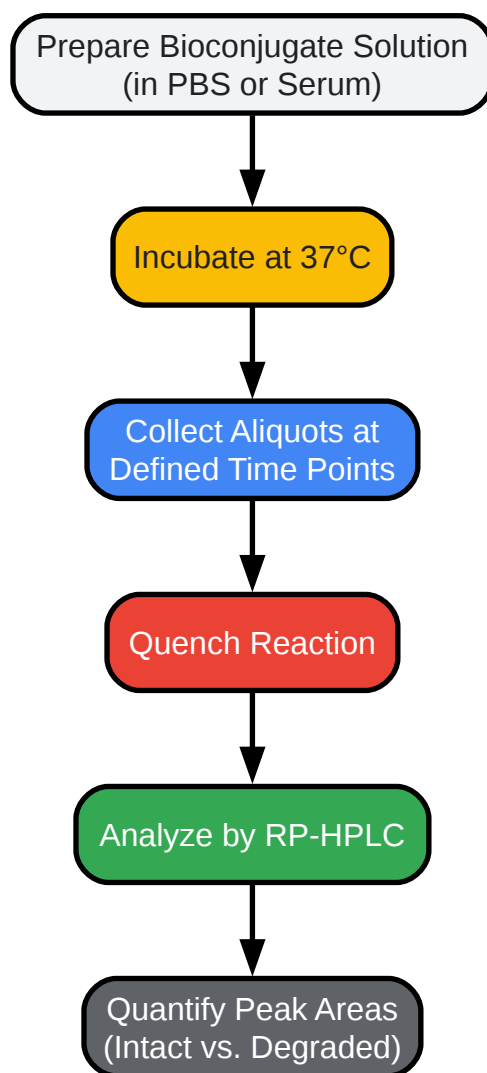 Prepare Bioconjugate Solution
(in PBS or Serum)
Incubate at 37°C
Collect Aliquots at
Defined Time Points
Quench Reaction
Analyze by RP-HPLC
Quantify Peak Areas
(Intact vs. Degraded)